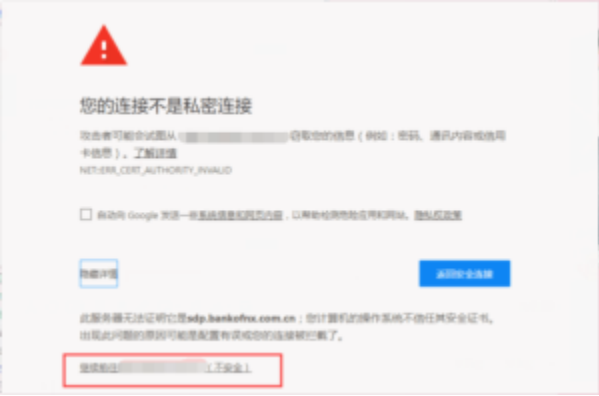 您的连接不是私密连接
攻击者可能会试图从 窃取您的信息（例如：密码、通讯内容或信用
卡信息）。了解详情
NET::ERR_CERT_AUTHORITY_INVALID
自动向 Google 发送一些系统信息和网页内容，以帮助检测危险应用和网站。隐私权政策
隐藏详情
返回安全连接
此服务器无法证明它是sdp.bankofnx.com.cn；您计算机的操作系统不信任其安全证书。
出现此问题的原因可能是配置有误或您的连接被拦截了。
继续前往 （不安全）